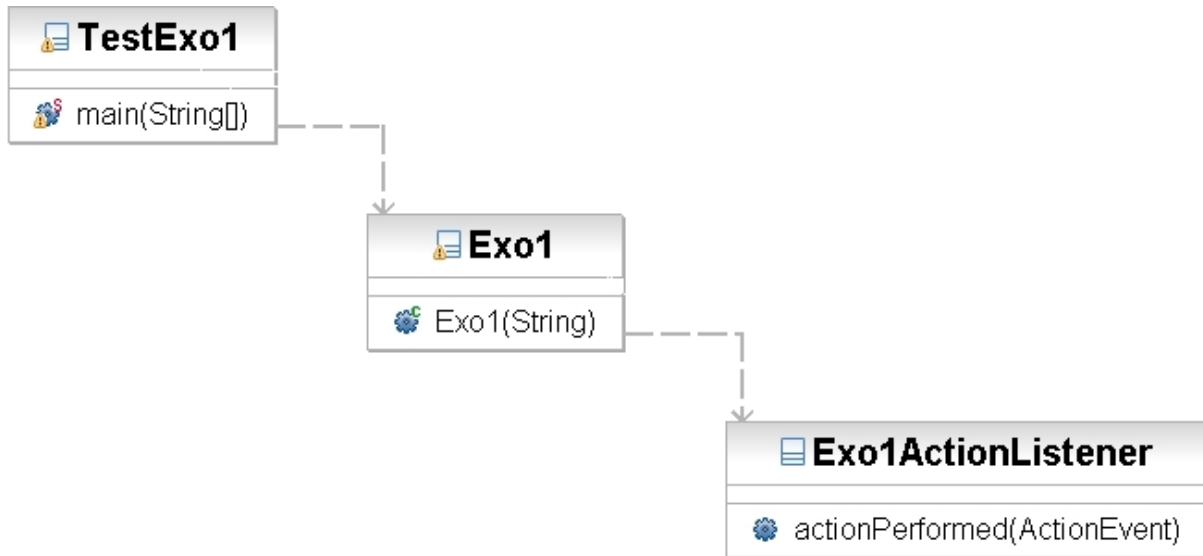 TestExo1
main(String[])
Exo1
Exo1(String)
Exo1ActionListener
actionPerformed(ActionEvent)